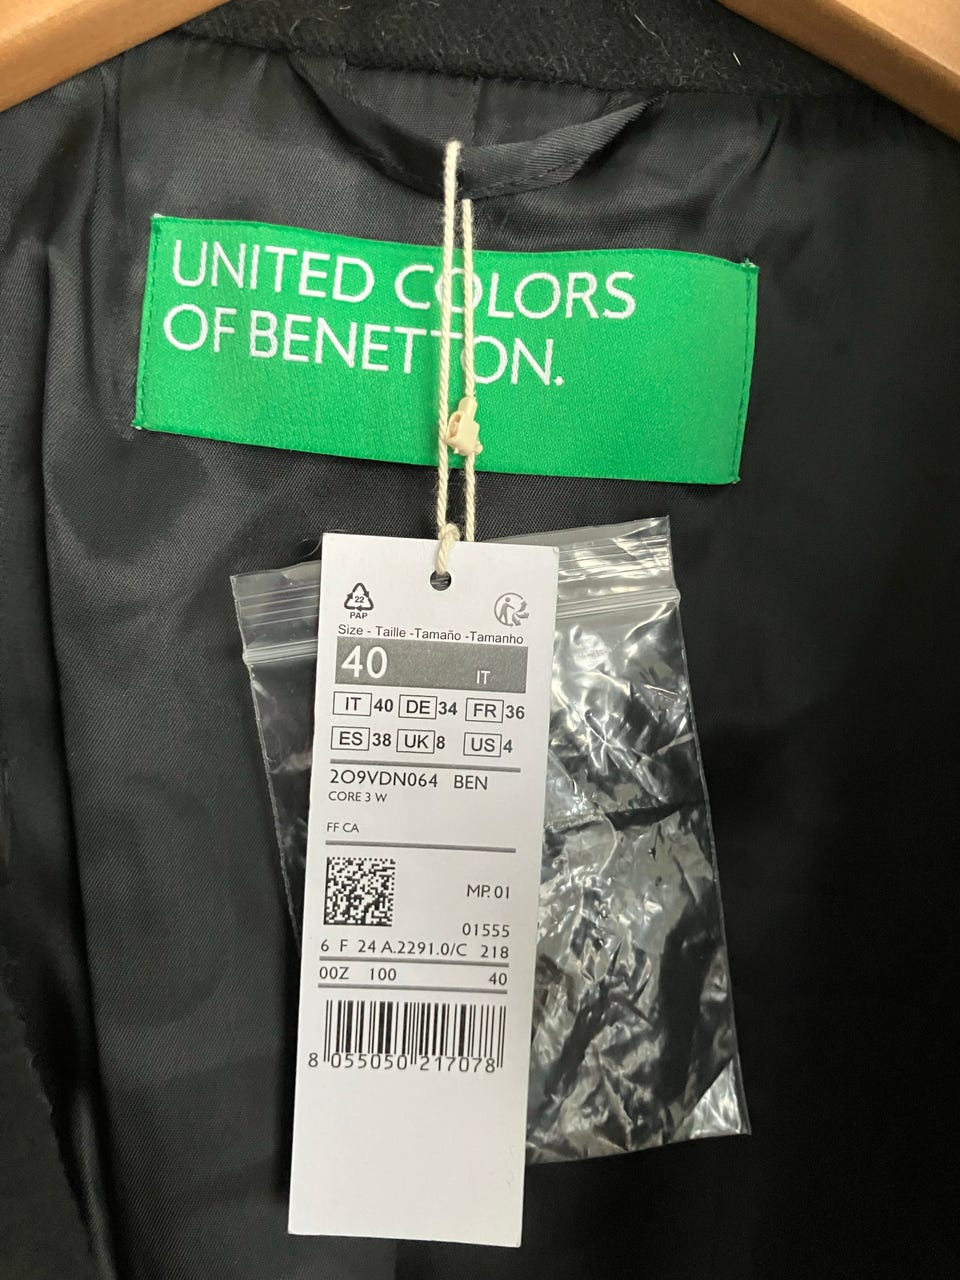 UNITED COLORS
OF BENETTON.
22
PAP
Size - Taille -Tamaño -Tamanho
40 IT
IT 40 DE 34 FR 36
ES 38 UK 8 US 4
2O9VDN064 BEN
CORE 3 W
FF CA
MP. 01
01555
6 F 24 A.2291.0/C 218
00Z 100 40
8 055050 217078